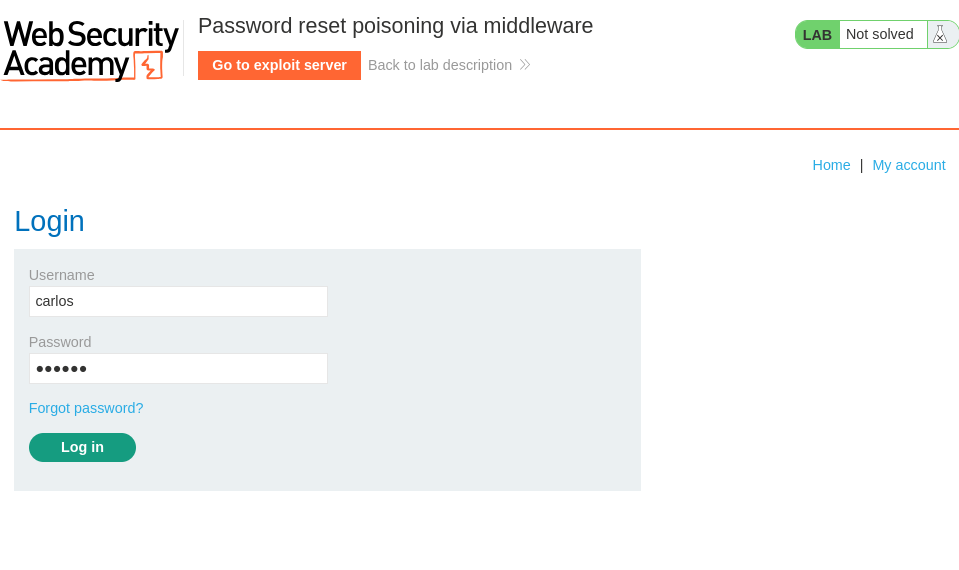 Web Security
Academy
Password reset poisoning via middleware
Go to exploit server
Back to lab description
LAB
Not solved
Home | My account
Login
Username
carlos
Password
●●●●●●
Forgot password?
Log in